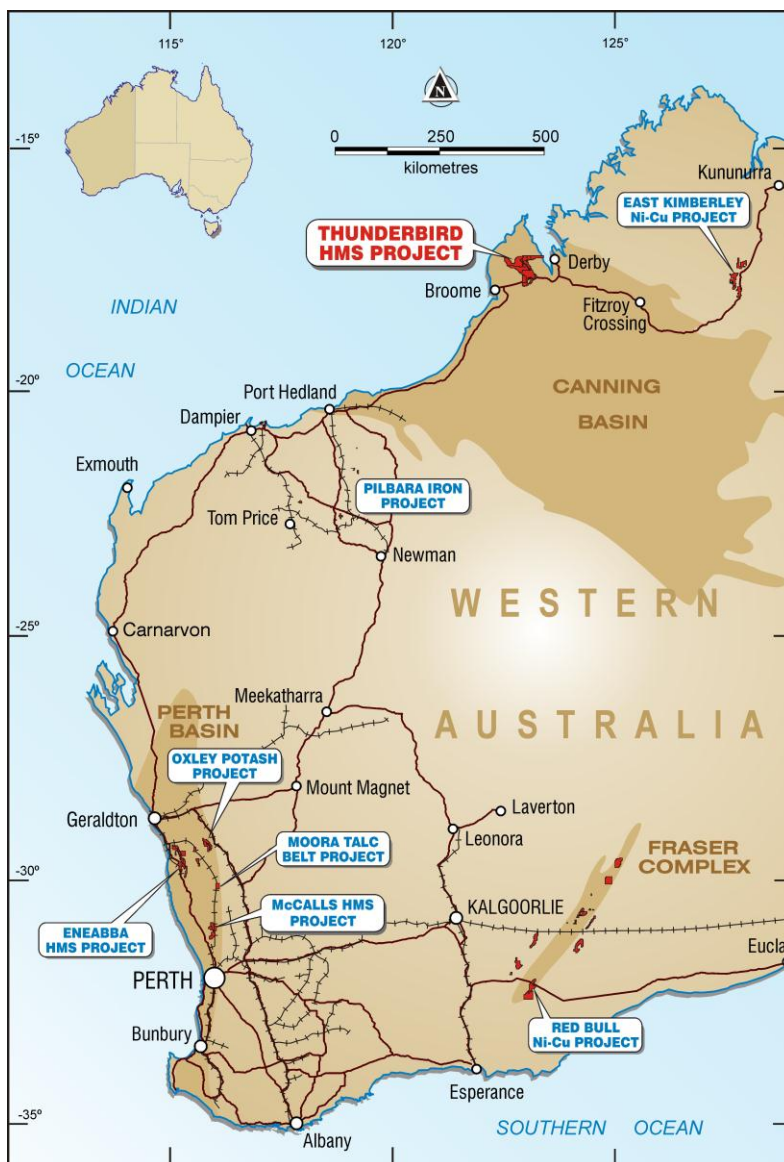 115°
120°
125°
N
0
250
500
kilometres
-15°
Kununurra
EAST KIMBERLEY
Ni-Cu PROJECT
THUNDERBIRD
HMS PROJECT
Derby
Broome
Fitzroy
Crossing
INDIAN
OCEAN
-20°
CANNING
BASIN
Port Hedland
Dampier
Exmouth
PILBARA IRON
PROJECT
Tom Price
Newman
WESTERN
-25°
Carnarvon
Meekatharra
PERTH
BASIN
AUSTRALIA
OXLEY POTASH
PROJECT
Mount Magnet
Geraldton
Laverton
Leonora
MOORA TALC
BELT PROJECT
FRASER
COMPLEX
-30°
McCALLS HMS
PROJECT
KALGOORLIE
ENEABBA
HMS PROJECT
Eucla
PERTH
Bunbury
RED BULL
Ni-Cu PROJECT
Esperance
-35°
Albany
SOUTHERN OCEAN